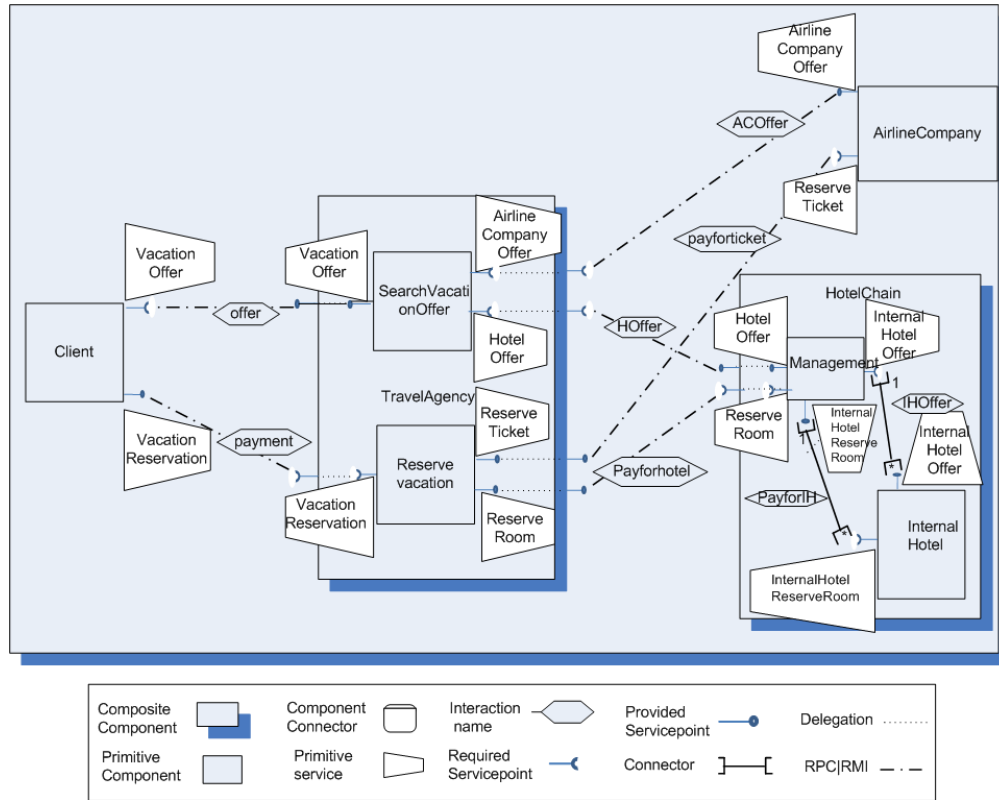 Airline
Company
Offer
ACOffer
AirlineCompany
Reserve
Ticket
payforticket
Vacation
Offer
Vacation
Offer
Airline
Company
Offer
SearchVacati
onOffer
offer
Client
Hotel
Offer
HOffer
HotelChain
Hotel
Offer
Internal
Hotel
Offer
Management
1
IHOffer
TravelAgency
Reserve
Ticket
Reserve
Room
1
Internal
Hotel
Reserve
Room
Internal
Hotel
Offer
Vacation
Reservation
payment
Reserve
vacation
Payforhotel
*
PayforIH
Vacation
Reservation
Reserve
Room
*
Internal
Hotel
InternalHotel
ReserveRoom
Composite
Component
Component
Connector
Interaction
name
Provided
Servicepoint
Delegation
Primitive
Component
Primitive
service
Required
Servicepoint
Connector
RPC|RMI